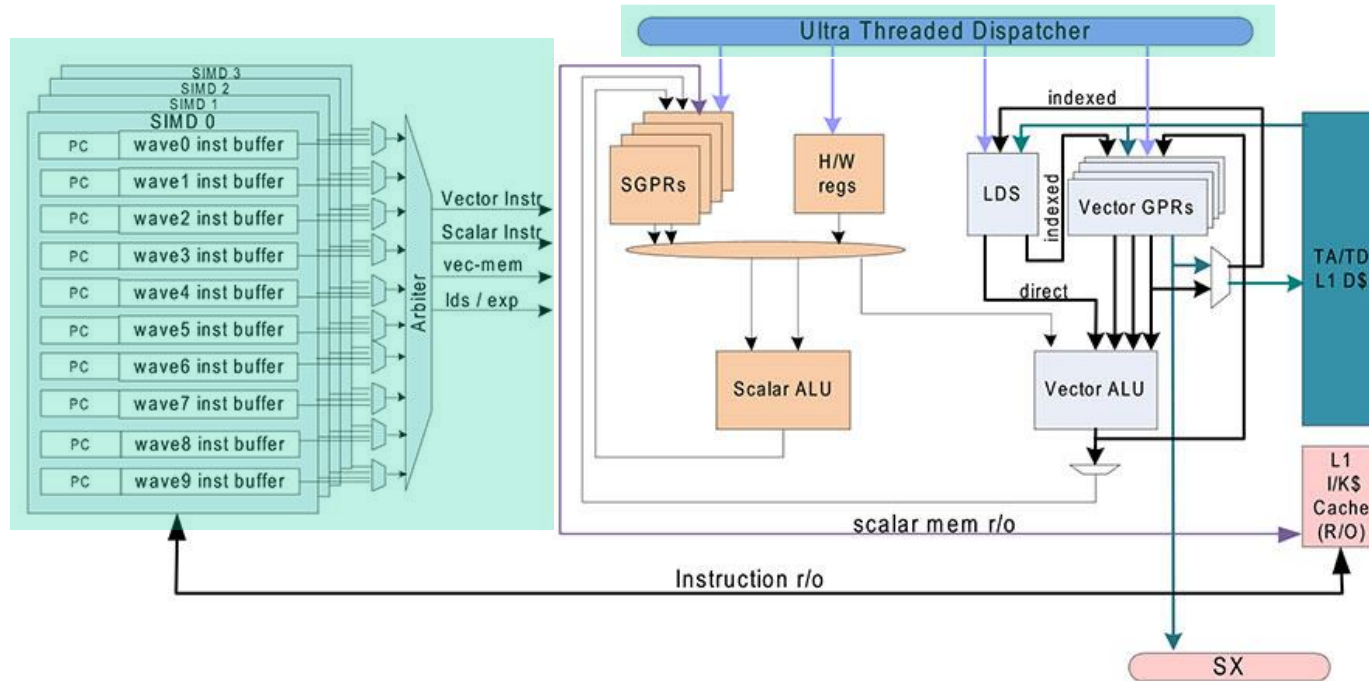 Ultra Threaded Dispatcher
SIMD 3
SIMD 2
SIMD 1
SIMD 0
PC wave0 inst buffer
PC wave1 inst buffer
PC wave2 inst buffer
PC wave3 inst buffer
PC wave4 inst buffer
PC wave5 inst buffer
PC wave6 inst buffer
PC wave7 inst buffer
PC wave8 inst buffer
PC wave9 inst buffer
Arbiter
Vector Instr
Scalar Instr
vec-mem
lds / exp
SGPRs
H/W
regs
indexed
LDS
indexed
Vector GPRs
direct
Scalar ALU
Vector ALU
TA/TD
L1 D$
L1
I/K$
Cache
(R/O)
scalar mem r/o
Instruction r/o
SX